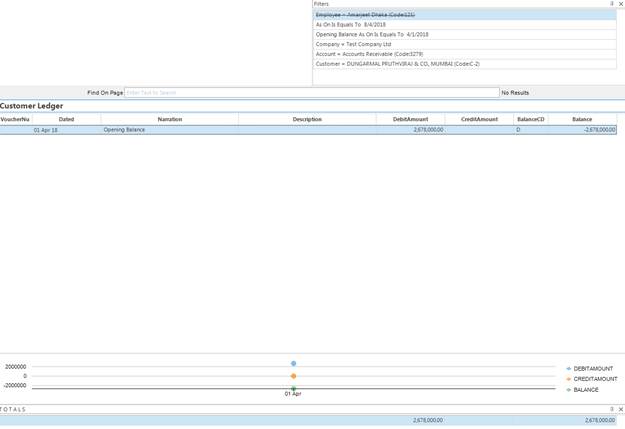 Filters
Employee = Amarjeet Dhaka (Code:121)
As On Is Equals To 8/4/2018
Opening Balance As On Is Equals To 4/1/2018
Company = Test Company Ltd
Account = Accounts Receivable (Code:3279)
Customer = DUNGARMAL PRUTHVIRAJ & CO, MUMBAI (Code:C-2)
Find On Page Enter Text to Search No Results
Customer Ledger
VoucherNu Dated Narration Description DebitAmount CreditAmount BalanceCD Balance
01 Apr 18 Opening Balance 2,678,000.00 D -2,678,000.00
2000000
0
-2000000
01 Apr
DEBITAMOUNT
CREDITAMOUNT
BALANCE
TOTALS
2,678,000.00 2,678,000.00